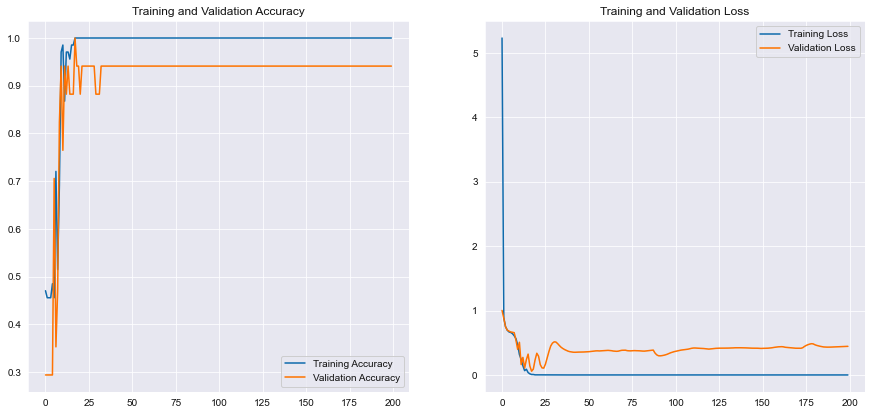 Training and Validation Accuracy
1.0
0.9
0.8
0.7
0.6
0.5
0.4
0.3
0 25 50 75 100 125 150 175 200
Training Accuracy
Validation Accuracy
Training and Validation Loss
5
4
3
2
1
0
0 25 50 75 100 125 150 175 200
Training Loss
Validation Loss